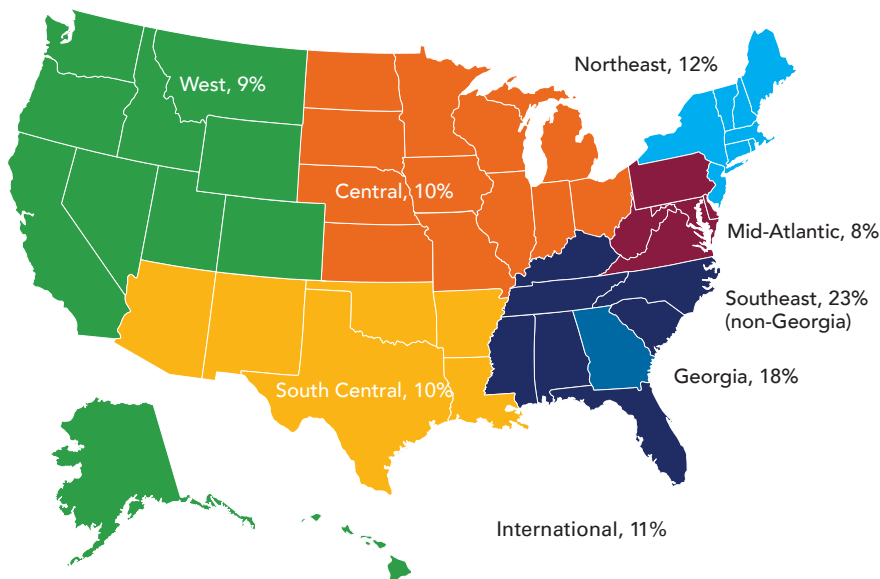 Northeast, 12%
West, 9%
Central, 10%
Mid-Atlantic, 8%
Southeast, 23%
(non-Georgia)
Georgia, 18%
South Central, 10%
International, 11%